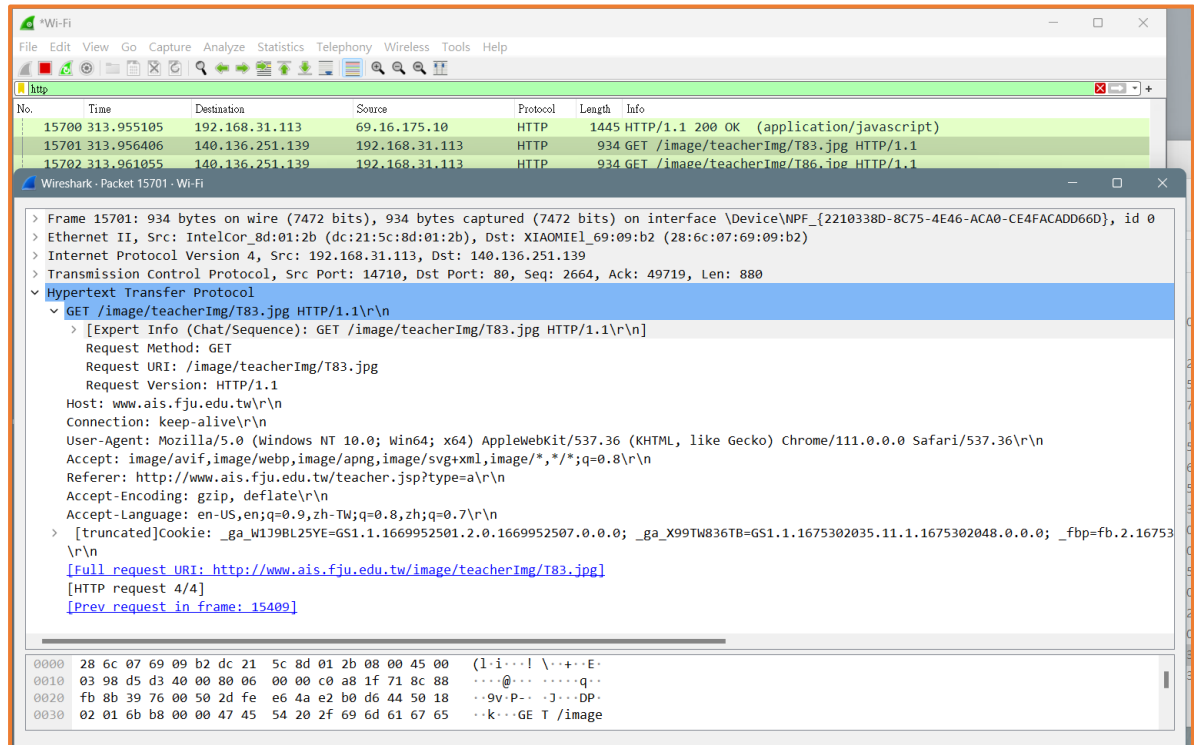 *Wi-Fi
File Edit View Go Capture Analyze Statistics Telephony Wireless Tools Help
http
No. Time Destination Source Protocol Length Info
15700 313.955105 192.168.31.113 69.16.175.10 HTTP 1445 HTTP/1.1 200 OK (application/javascript)
15701 313.956406 140.136.251.139 192.168.31.113 HTTP 934 GET /image/teacherImg/T83.jpg HTTP/1.1
15702 313.961055 140.136.251.139 192.168.31.113 HTTP 934 GET /image/teacherImg/T86.jpg HTTP/1.1
Wireshark · Packet 15701 · Wi-Fi
> Frame 15701: 934 bytes on wire (7472 bits), 934 bytes captured (7472 bits) on interface \Device\NPF_{2210338D-8C75-4E46-ACA0-CE4FACADD66D}, id 0
> Ethernet II, Src: IntelCor_8d:01:2b (dc:21:5c:8d:01:2b), Dst: XIAOMIEl_69:09:b2 (28:6c:07:69:09:b2)
> Internet Protocol Version 4, Src: 192.168.31.113, Dst: 140.136.251.139
> Transmission Control Protocol, Src Port: 14710, Dst Port: 80, Seq: 2664, Ack: 49719, Len: 880
Hypertext Transfer Protocol
GET /image/teacherImg/T83.jpg HTTP/1.1\r\n
> [Expert Info (Chat/Sequence): GET /image/teacherImg/T83.jpg HTTP/1.1\r\n]
Request Method: GET
Request URI: /image/teacherImg/T83.jpg
Request Version: HTTP/1.1
Host: www.ais.fju.edu.tw\r\n
Connection: keep-alive\r\n
User-Agent: Mozilla/5.0 (Windows NT 10.0; Win64; x64) AppleWebKit/537.36 (KHTML, like Gecko) Chrome/111.0.0.0 Safari/537.36\r\n
Accept: image/avif,image/webp,image/apng,image/svg+xml,image/*,*/*;q=0.8\r\n
Referer: http://www.ais.fju.edu.tw/teacher.jsp?type=a\r\n
Accept-Encoding: gzip, deflate\r\n
Accept-Language: en-US,en;q=0.9,zh-TW;q=0.8,zh;q=0.7\r\n
> [truncated]Cookie: _ga_W1J9BL25YE=GS1.1.1669952501.2.0.1669952507.0.0.0; _ga_X99TW836TB=GS1.1.1675302035.11.1.1675302048.0.0.0; _fbp=fb.2.16753
\r\n
[Full request URI: http://www.ais.fju.edu.tw/image/teacherImg/T83.jpg]
[HTTP request 4/4]
[Prev request in frame: 15409]
0000 28 6c 07 69 09 b2 dc 21 5c 8d 01 2b 08 00 45 00 (l·i···! \··+··E·
0010 03 98 d5 d3 40 00 80 06 00 00 c0 a8 1f 71 8c 88 ····@··· ·····q··
0020 fb 8b 39 76 00 50 2d fe e6 4a e2 b0 d6 44 50 18 ··9v·P-· ·J···DP·
0030 02 01 6b b8 00 00 47 45 54 20 2f 69 6d 61 67 65 ··k···GE T /image